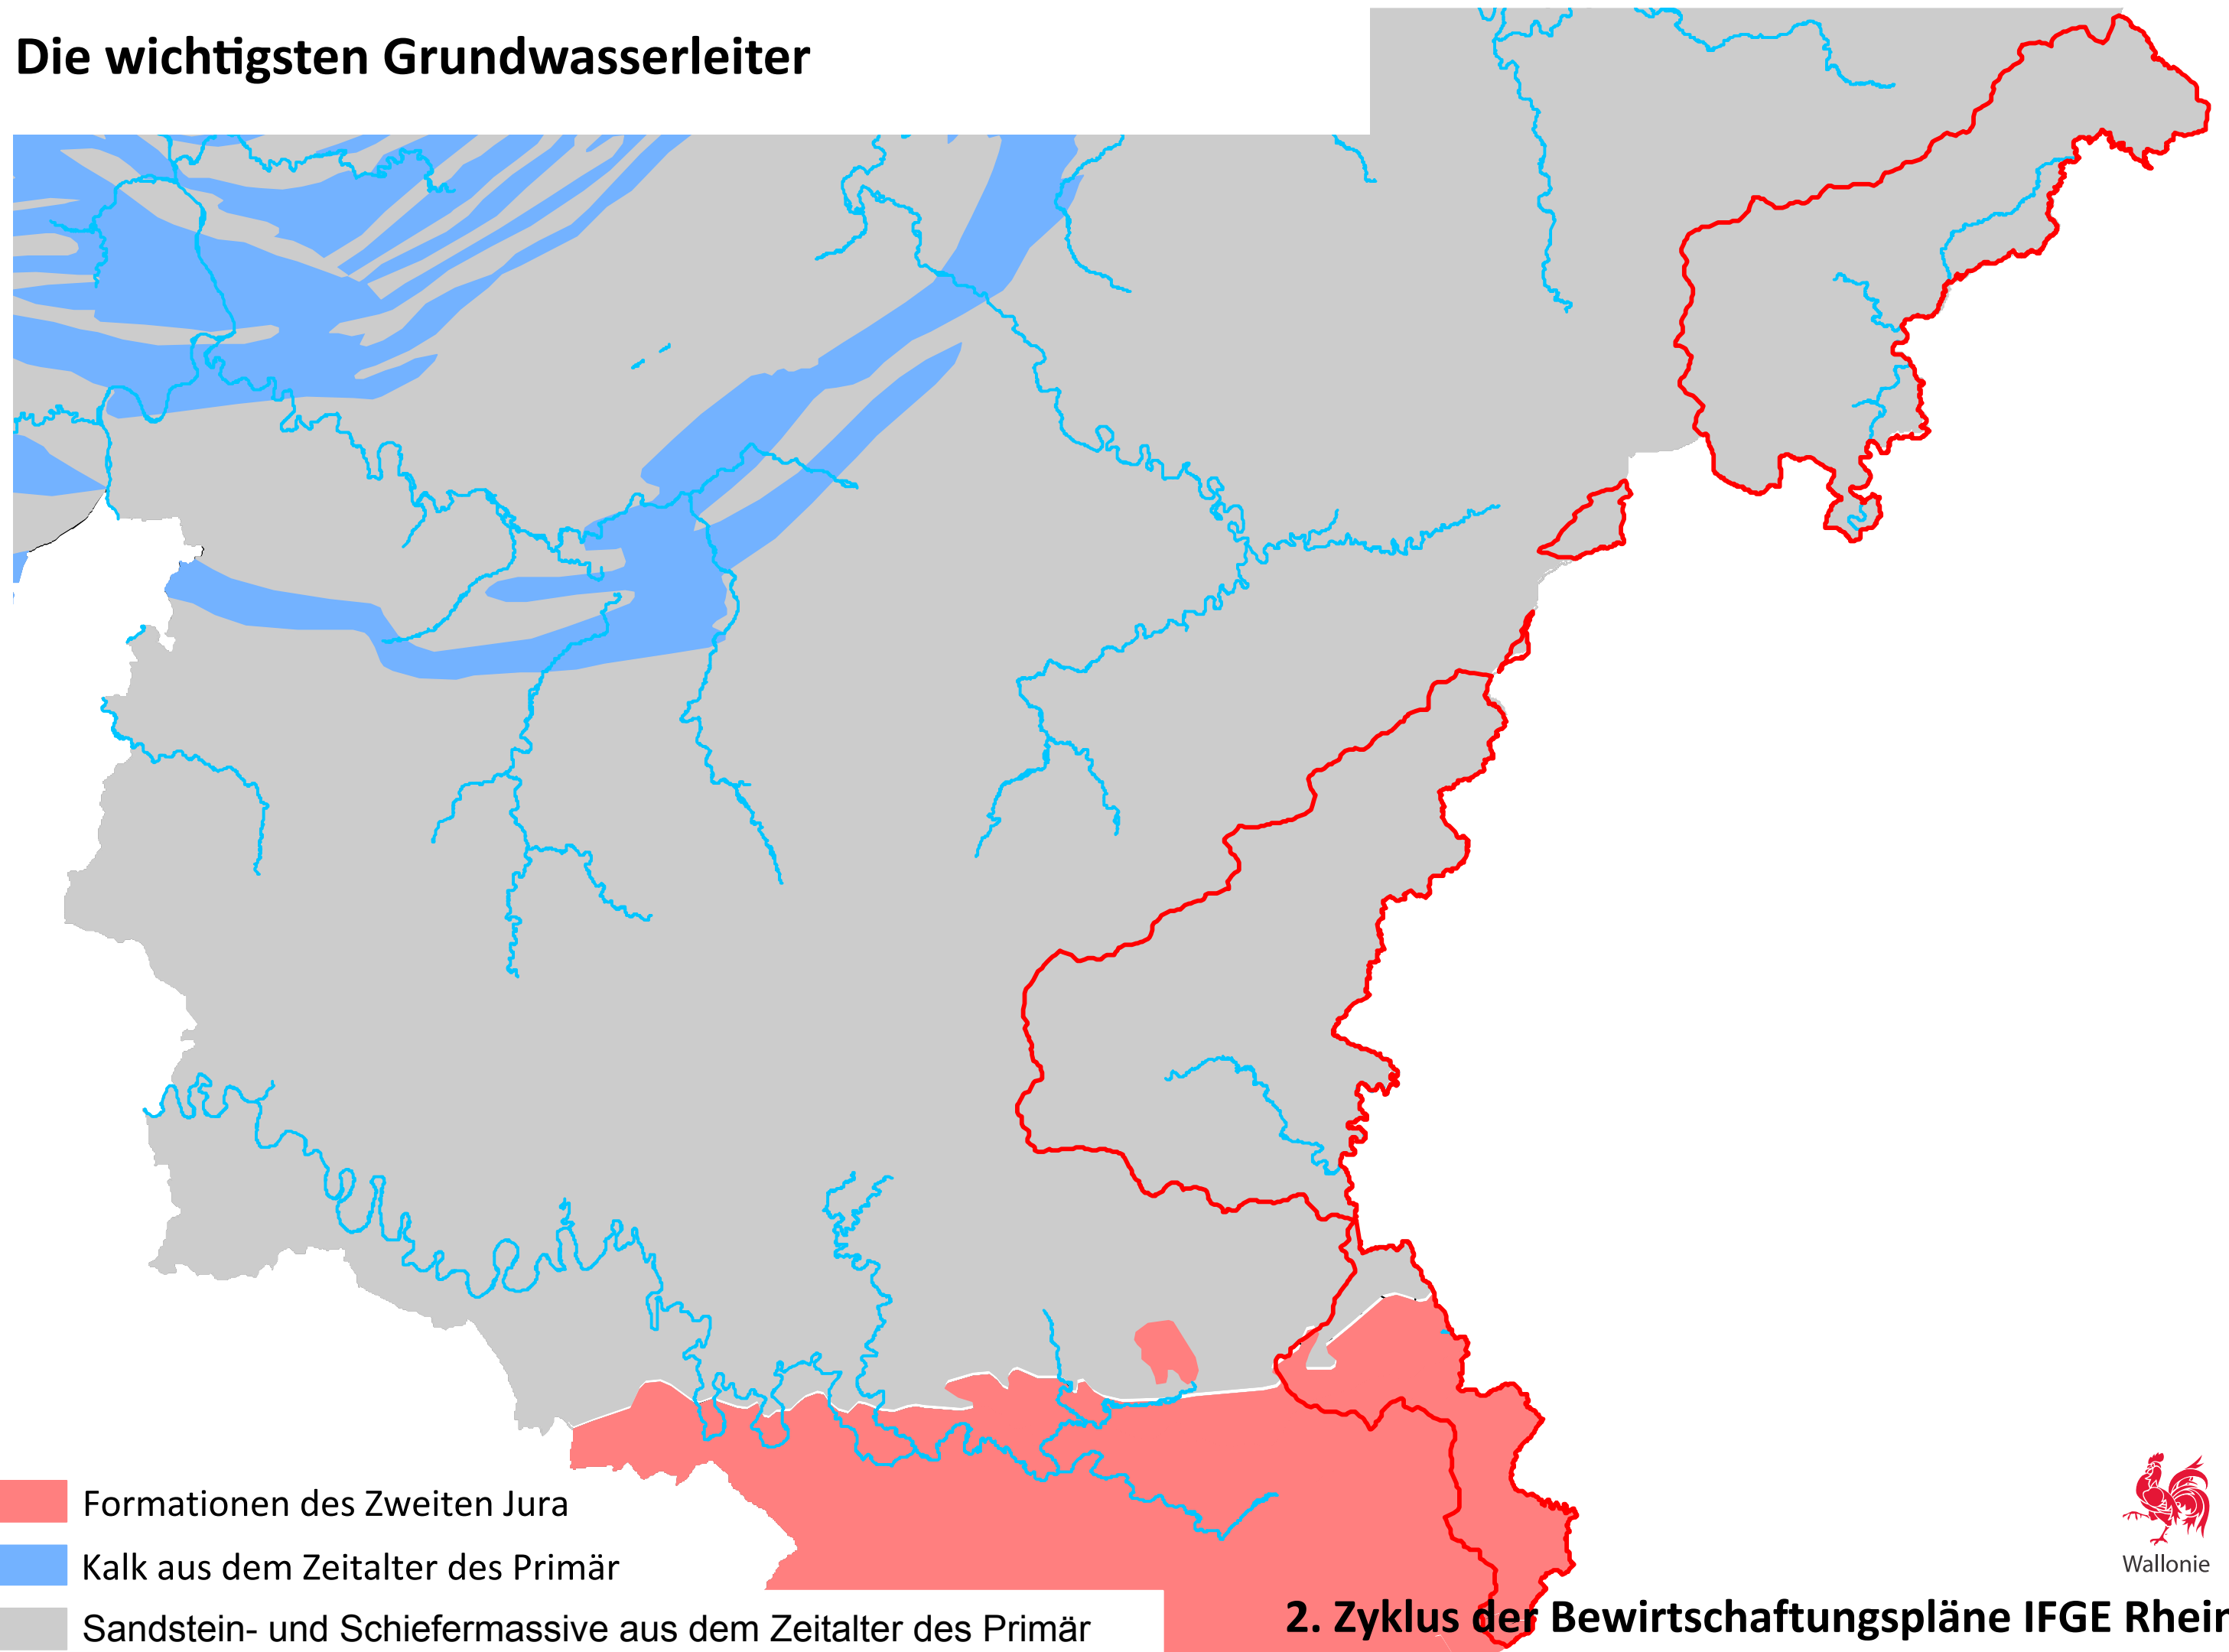 Die wichtigsten Grundwasserleiter
Formationen des Zweiten Jura
Kalk aus dem Zeitalter des Primär
Sandstein- und Schiefermassive aus dem Zeitalter des Primär
Wallonie
2. Zyklus der Bewirtschaftungspläne IFGE Rhein